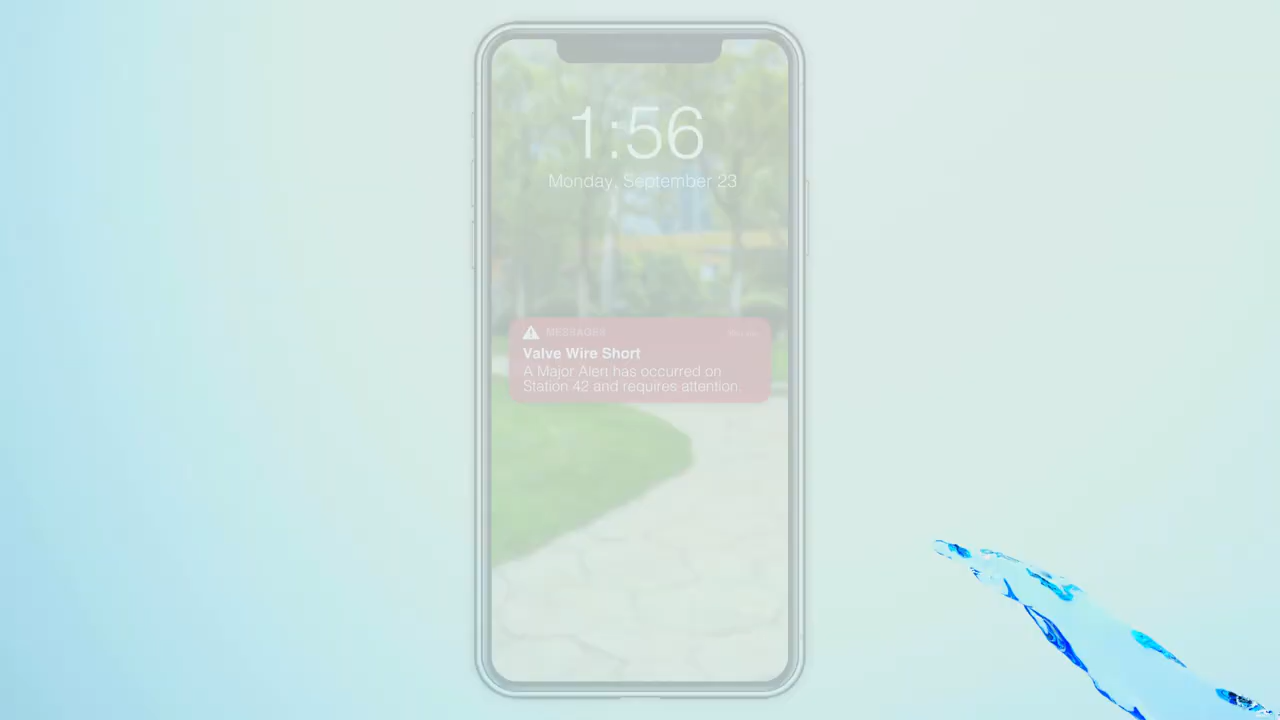 1:56
Monday, September 23
MESSAGES
Valve Wire Short
A Major Alert has occurred on
Station 42 and requires attention.